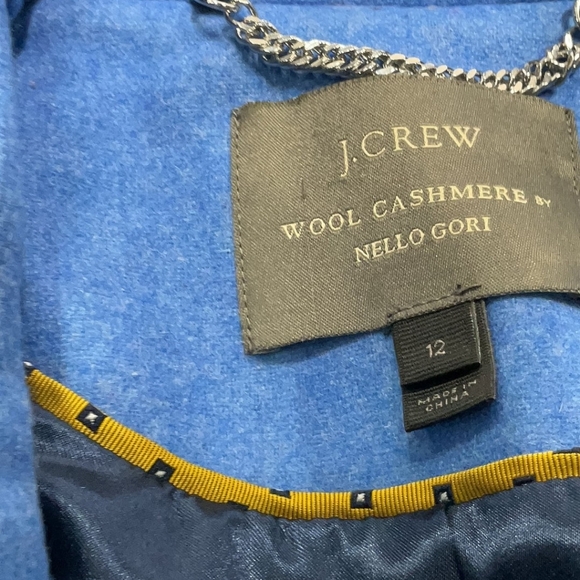 J.CREW
WOOL CASHMERE BY
NELLO GORI
12
MADE IN
CHINA